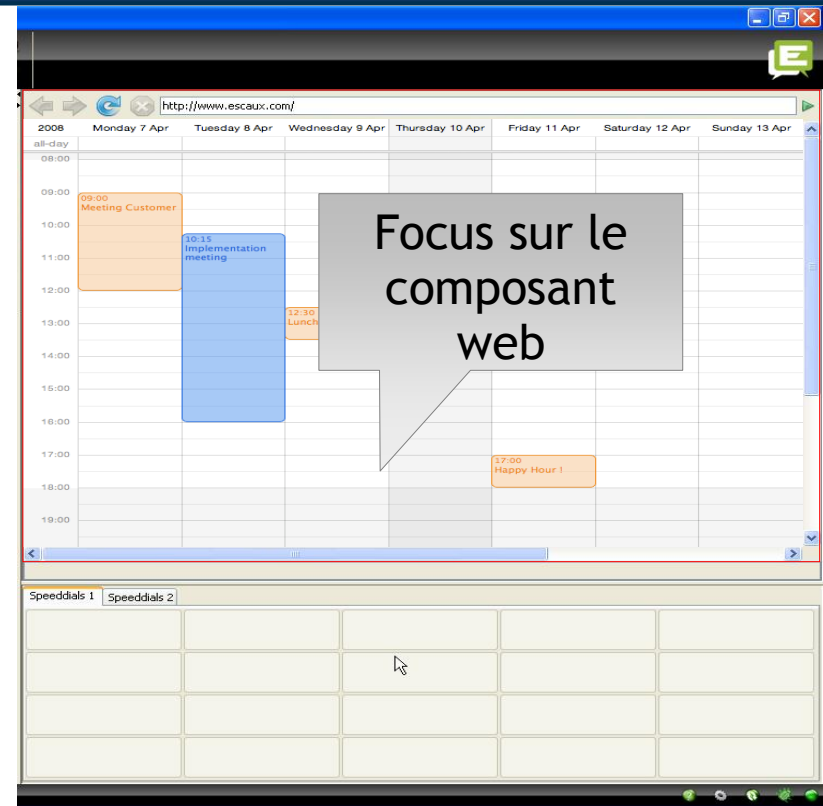 http://www.escaux.com/
2008 Monday 7 Apr Tuesday 8 Apr Wednesday 9 Apr Thursday 10 Apr Friday 11 Apr Saturday 12 Apr Sunday 13 Apr
all-day
08:00
09:00
09:00
Meeting Customer
10:00
10:15
Implementation
meeting
11:00
12:00
12:30
Lunch
13:00
14:00
15:00
16:00
17:00
17:00
Happy Hour !
18:00
19:00
Focus sur le
composant
web
Speeddials 1 Speeddials 2